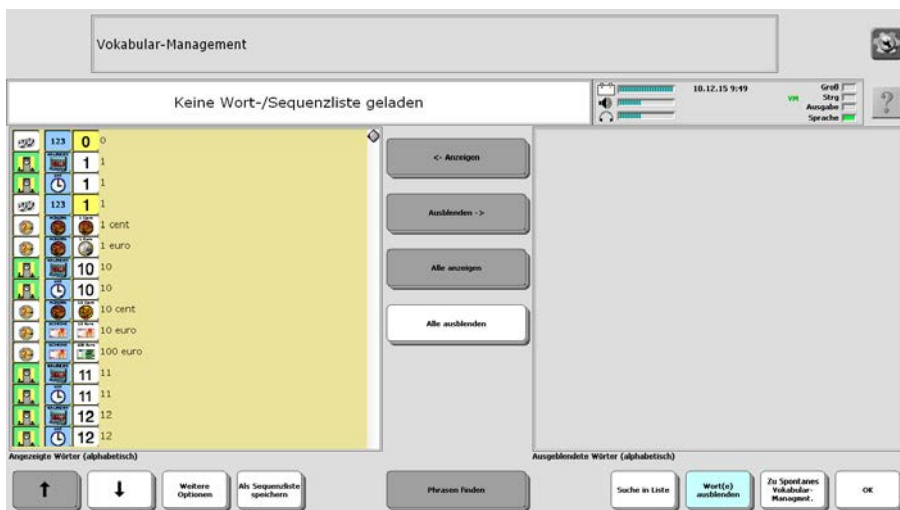 Vokabular-Management
Keine Wort-/Sequenzliste geladen
10.12.15 9:49
VM
Groß
Strg
Ausgabe
Sprache
?
123 0 0
1 1
1 1
123 1 1
1 cent
1 euro
10 10
10 10
10 cent
10 euro
100 euro
11 11
11 11
12 12
12 12
<- Anzeigen
Ausblenden ->
Alle anzeigen
Alle ausblenden
Angezeigte Wörter (alphabetisch)
Ausgeblendete Wörter (alphabetisch)
Weitere
Optionen
Als Sequenzliste
speichern
Phrasen finden
Suche in Liste
Wort(e)
ausblenden
Zu Spontanes
Vokabular-
Managmnt.
OK